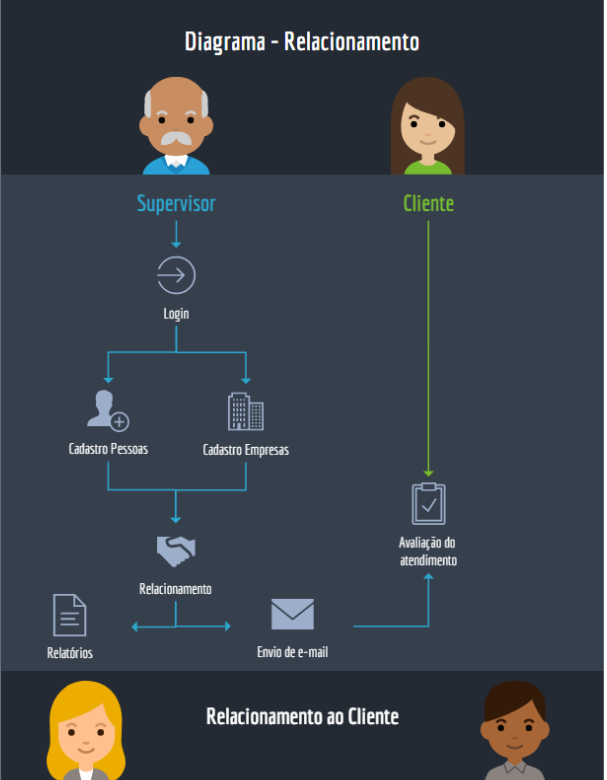 Diagrama - Relacionamento
Supervisor
Cliente
Login
Cadastro Pessoas
Cadastro Empresas
Avaliação do
atendimento
Relacionamento
Relatórios
Envio de e-mail
Relacionamento ao Cliente